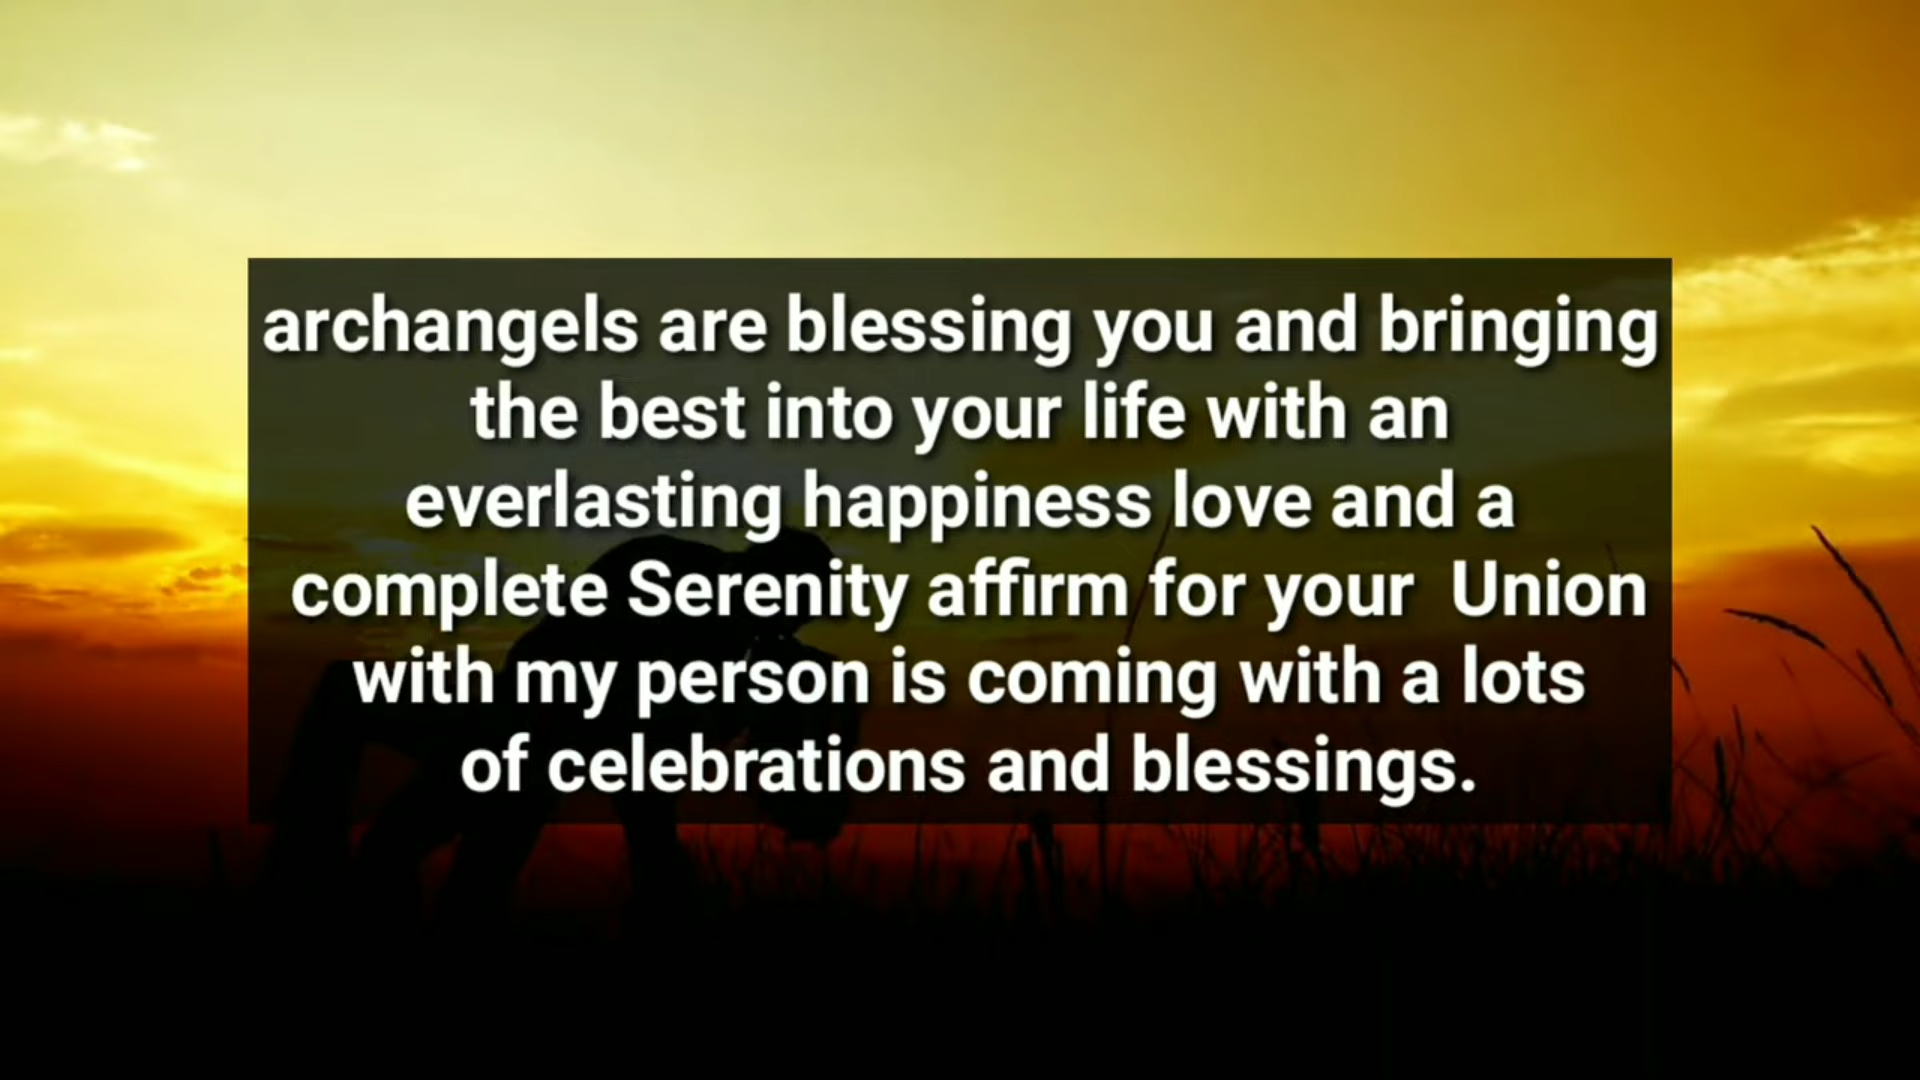 archangels are blessing you and bringing
the best into your life with an
everlasting happiness love and a
complete Serenity affirm for your  Union
with my person is coming with a lots
of celebrations and blessings.